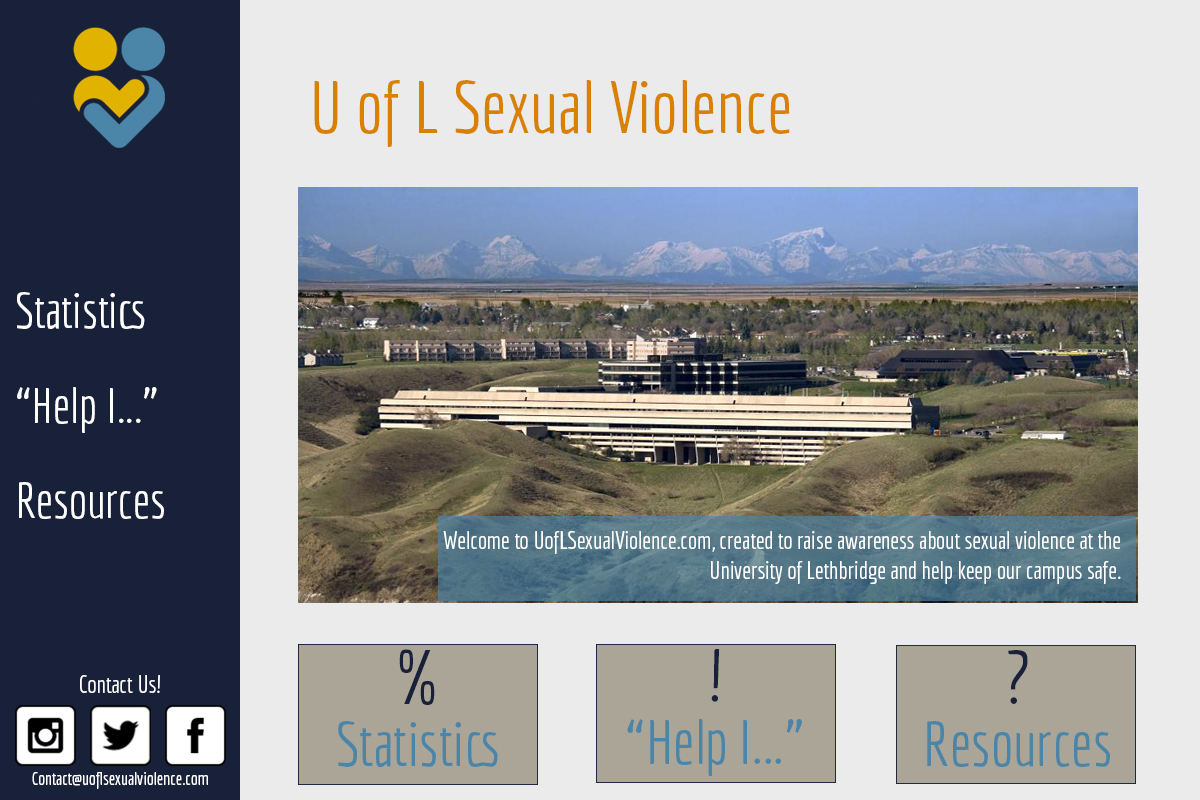 U of L Sexual Violence
Statistics
“Help I...”
Resources
Welcome to UofLSexualViolence.com, created to raise awareness about sexual violence at the
University of Lethbridge and help keep our campus safe.
Contact Us!
Contact@uoflsexualviolence.com
%
Statistics
!
“Help I...”
?
Resources